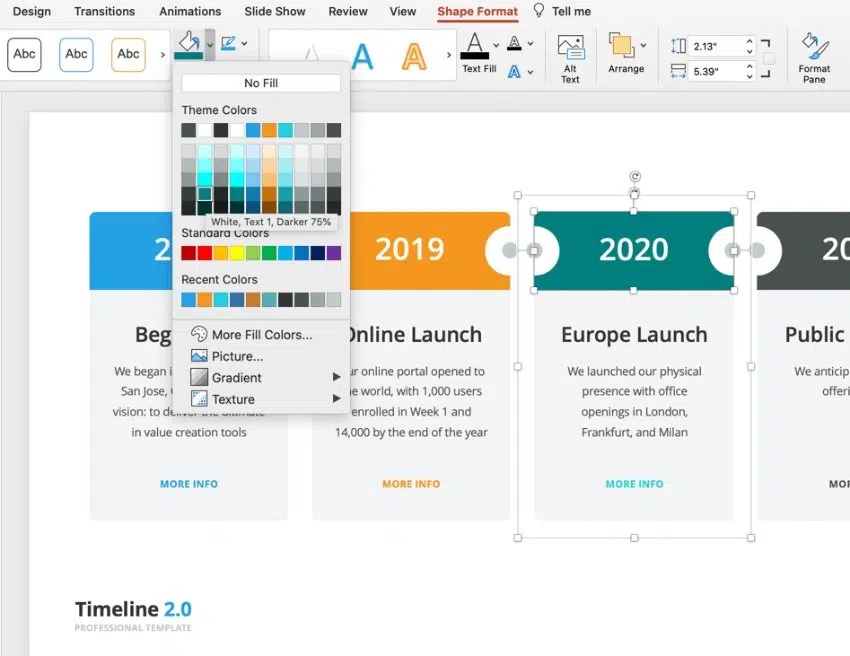 Design Transitions Animations Slide Show Review View Shape Format Tell me
Abc Abc Abc
A A A A
Text Fill
Alt
Text
Arrange
2.13"
5.39"
Format
Pane
No Fill
Theme Colors
White, Text 1, Darker 75%
Standard Colors
Recent Colors
More Fill Colors...
Picture...
Gradient
Texture
2
Beg
We began i
San Jose,
vision: to deliver the ultimate
in value creation tools
MORE INFO
2019
Online Launch
ur online portal opened to
he world, with 1,000 users
enrolled in Week 1 and
14,000 by the end of the year
MORE INFO
2020
Europe Launch
We launched our physical
presence with office
openings in London,
Frankfurt, and Milan
MORE INFO
20
Public
We anticip
offeri
MOR
Timeline 2.0
PROFESSIONAL TEMPLATE